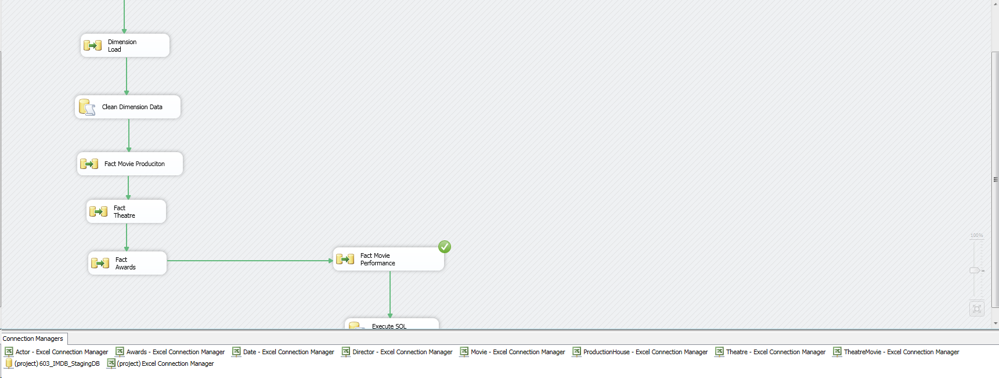 Dimension
Load
Clean Dimension Data
Fact Movie Produciton
Fact
Theatre
Fact
Awards
Fact Movie
Performance
100%
Execute SQL
Connection Managers
Actor - Excel Connection Manager Awards - Excel Connection Manager Date - Excel Connection Manager Director - Excel Connection Manager Movie - Excel Connection Manager ProductionHouse - Excel Connection Manager Theatre - Excel Connection Manager TheatreMovie - Excel Connection Manager
(project) 603_IMDB_StagingDB (project) Excel Connection Manager